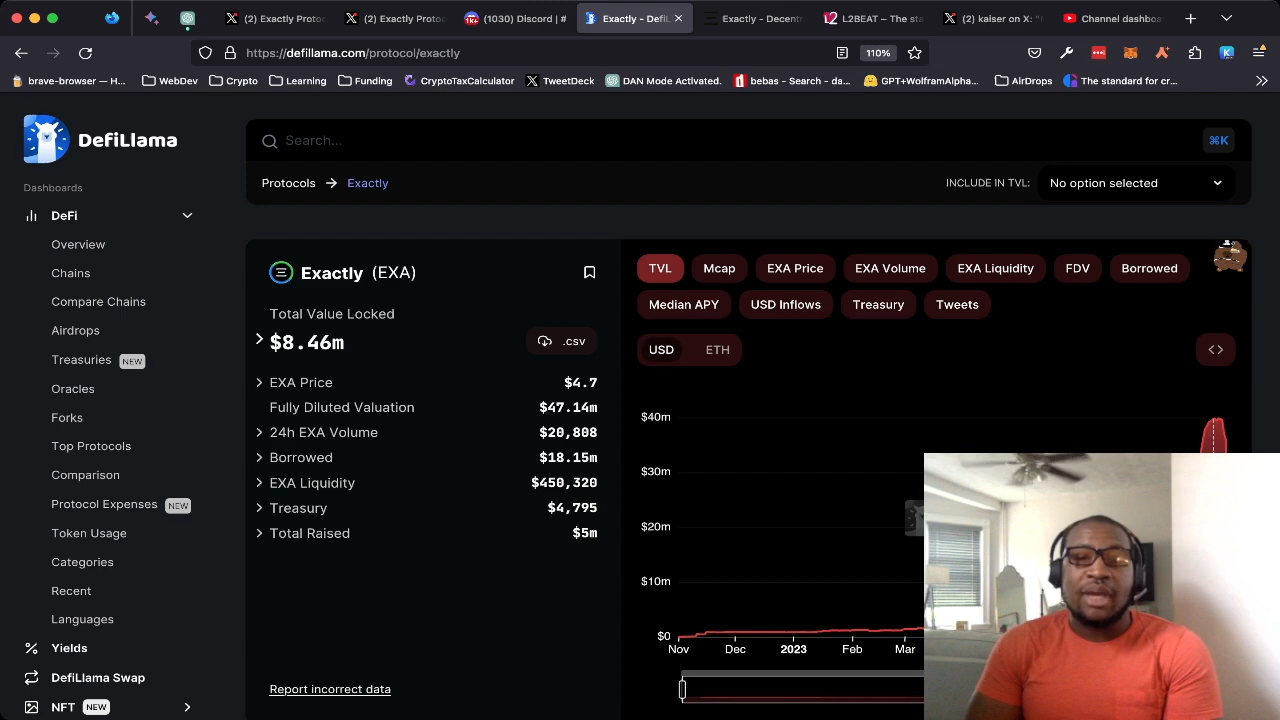 (2) Exactly Protoc
(2) Exactly Protoc
(1030) Discord | #
Exactly - DefiL
Exactly - Decentr
L2BEAT – The sta
(2) kaiser on X: "
Channel dashboa
https://defillama.com/protocol/exactly
110%
brave-browser — H...
WebDev
Crypto
Learning
Funding
CryptoTaxCalculator
TweetDeck
DAN Mode Activated.
bebas - Search - da...
GPT+WolframAlpha...
AirDrops
The standard for cr...
DefiLlama
Search...
⌘K
Protocols → Exactly
INCLUDE IN TVL:
No option selected
Dashboards
DeFi
Overview
Chains
Compare Chains
Airdrops
Treasuries NEW
Oracles
Forks
Top Protocols
Comparison
Protocol Expenses NEW
Token Usage
Categories
Recent
Languages
Yields
DefiLlama Swap
NFT NEW
Exactly (EXA)
Total Value Locked
$8.46m
.csv
EXA Price $4.7
Fully Diluted Valuation $47.14m
24h EXA Volume $20,808
Borrowed $18.15m
EXA Liquidity $450,320
Treasury $4,795
Total Raised $5m
Report incorrect data
TVL Mcap EXA Price EXA Volume EXA Liquidity FDV Borrowed
Median APY USD Inflows Treasury Tweets
USD ETH
$40m
$30m
$20m
$10m
$0
Nov Dec 2023 Feb Mar